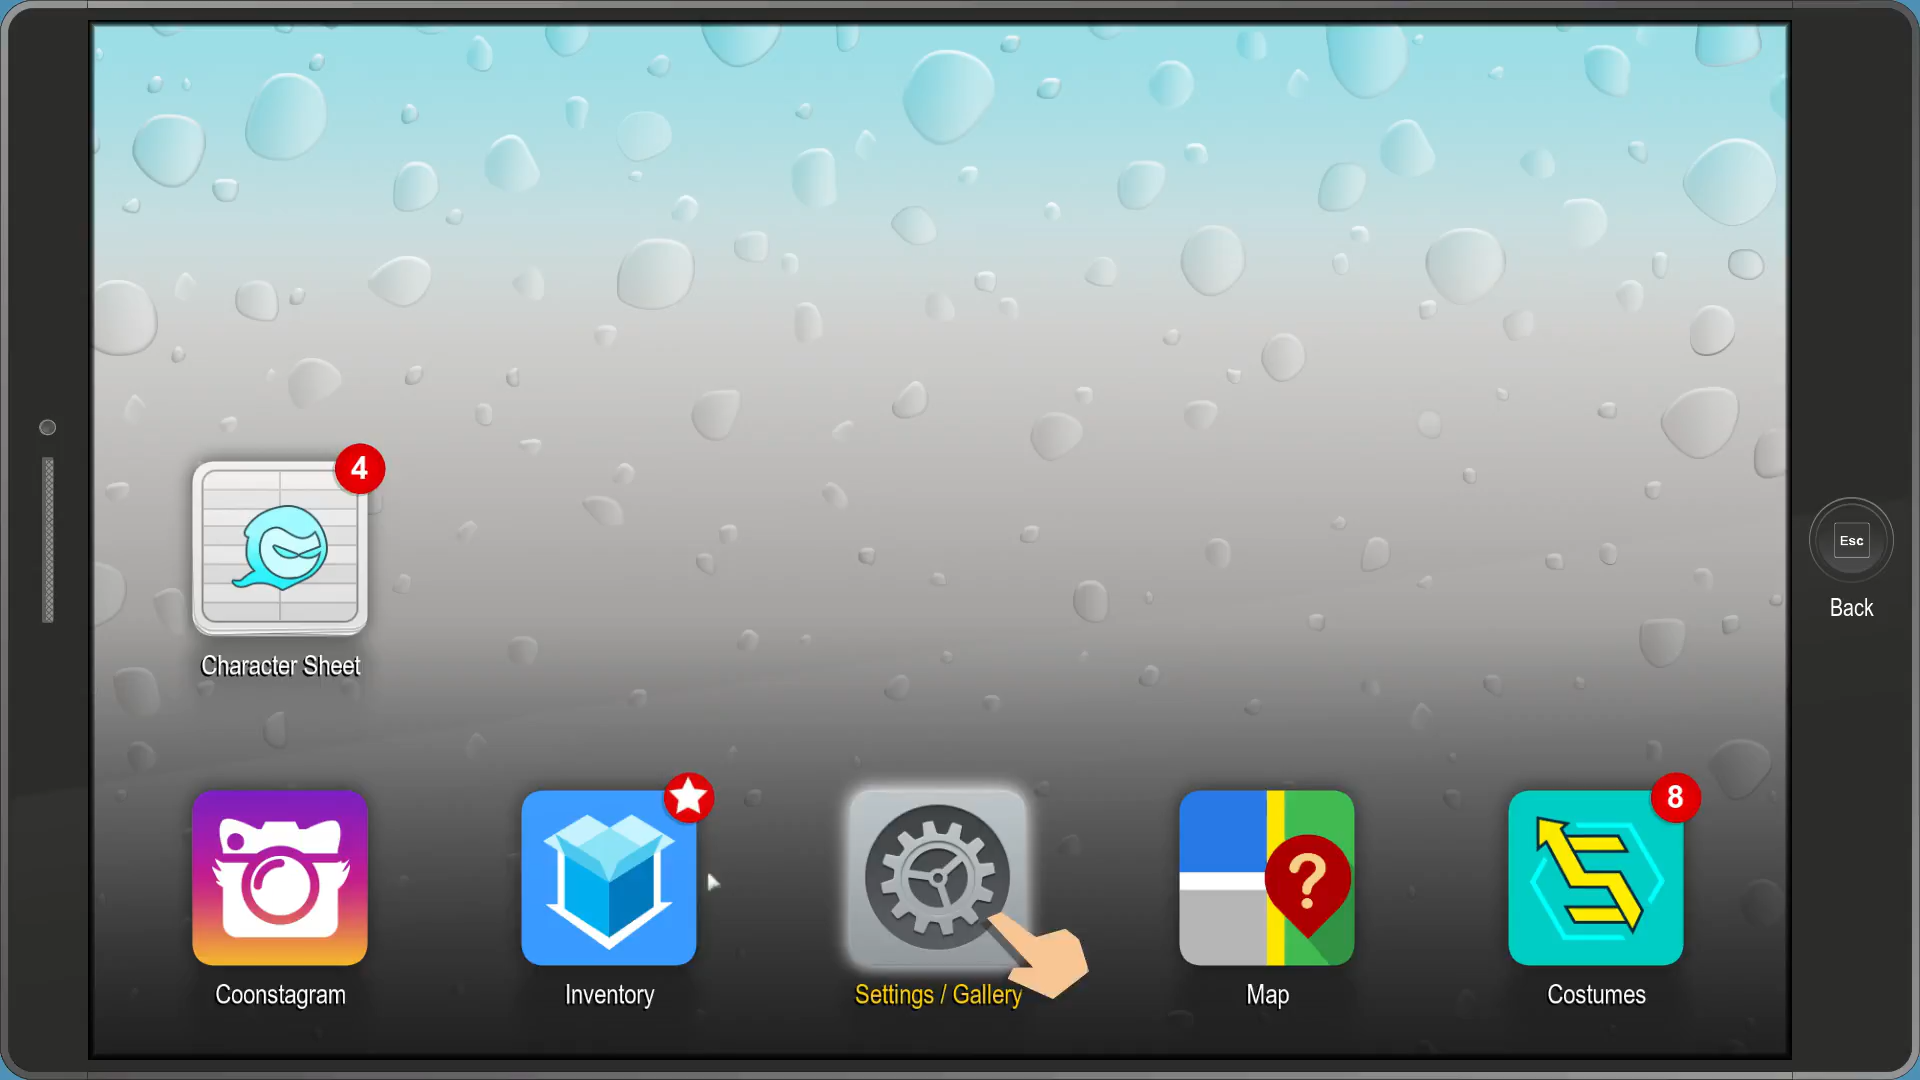 4
Character Sheet
Esc
Back
8
?
Coonstagram
Inventory
Settings / Gallery
Map
Costumes